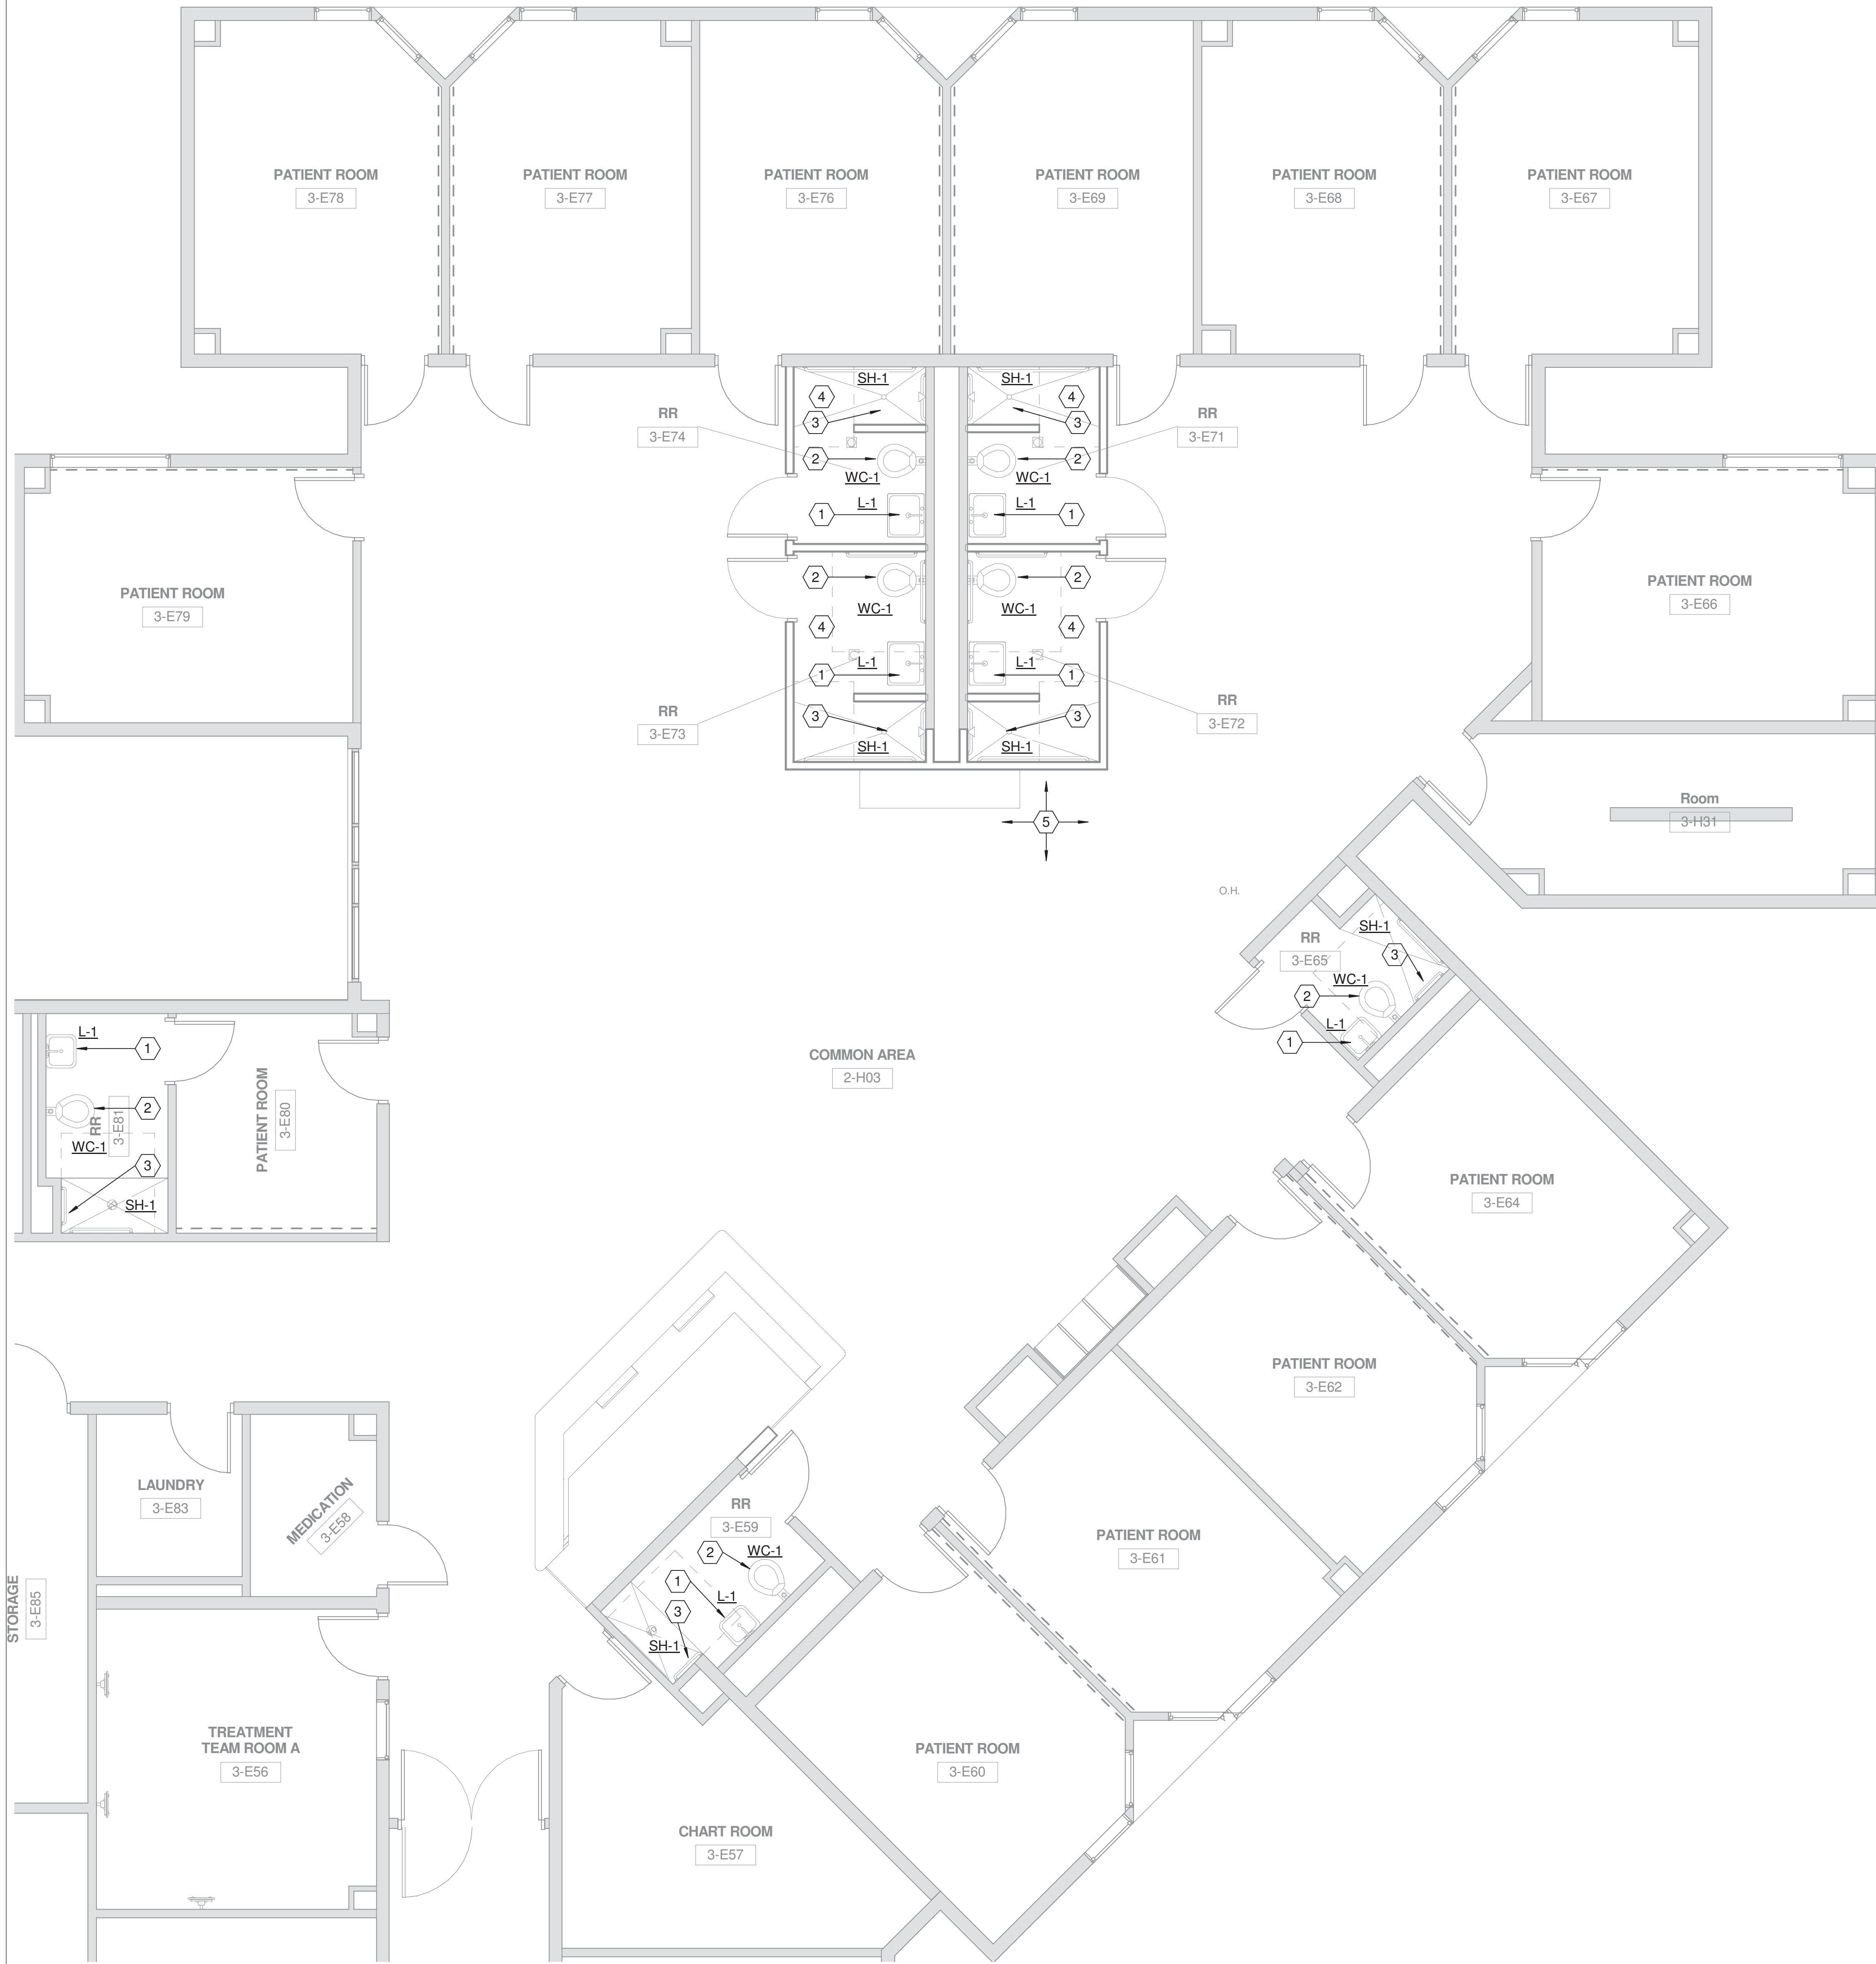 PATIENT ROOM
3-E78
PATIENT ROOM
3-E77
PATIENT ROOM
3-E76
PATIENT ROOM
3-E69
PATIENT ROOM
3-E68
PATIENT ROOM
3-E67
RR
3-E74
SH-1
4
3
2
WC-1
L-1
1
SH-1
4
3
2
WC-1
L-1
1
RR
3-E71
2
WC-1
4
L-1
1
3
SH-1
2
WC-1
4
L-1
1
3
SH-1
RR
3-E73
RR
3-E72
5
PATIENT ROOM
3-E79
PATIENT ROOM
3-E66
Room
3-H31
O.H.
RR
3-E65
SH-1
3
WC-1
2
L-1
1
L-1
1
2
RR
3-E81
WC-1
3
SH-1
PATIENT ROOM
3-E80
COMMON AREA
2-H03
PATIENT ROOM
3-E64
PATIENT ROOM
3-E62
PATIENT ROOM
3-E61
PATIENT ROOM
3-E60
LAUNDRY
3-E83
MEDICATION
3-E58
STORAGE
3-E85
RR
3-E59
2
WC-1
1
L-1
3
SH-1
TREATMENT
TEAM ROOM A
3-E56
CHART ROOM
3-E57